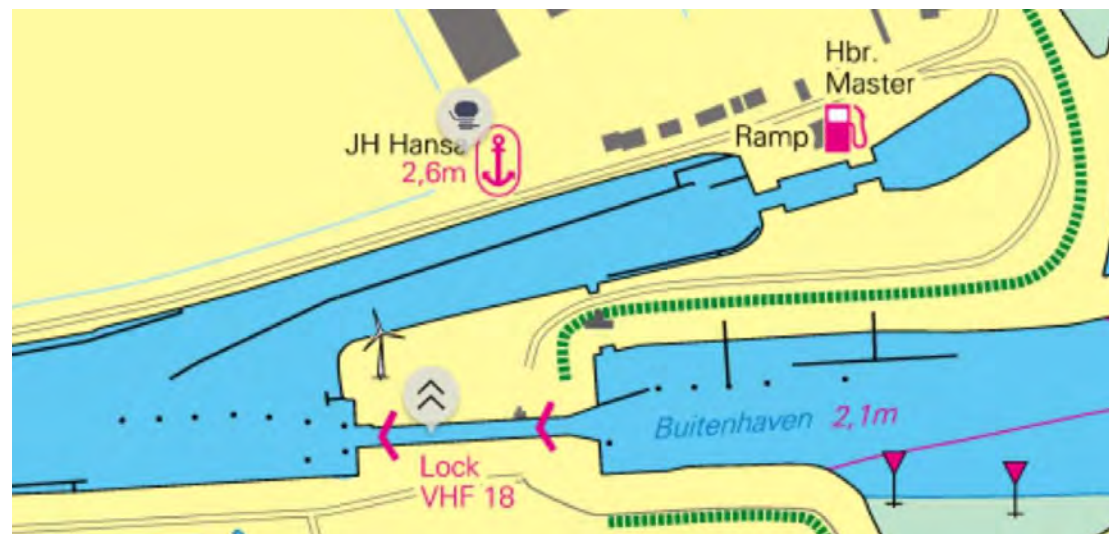 Hbr.
Master
Ramp
JH Hansa
2,6m
Buitenhaven 2,1m
Lock
VHF 18